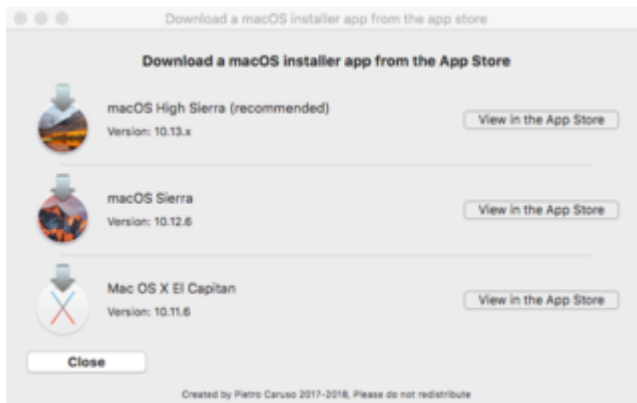 Download a macOS installer app from the app store
Download a macOS installer app from the App Store
macOS High Sierra (recommended)
View in the App Store
Version: 10.13.x
macOS Sierra
View in the App Store
Version: 10.12.6
Mac OS X El Capitan
View in the App Store
Version: 10.11.6
Close
Created by Pietro Caruso 2017-2018, Please do not redistribute